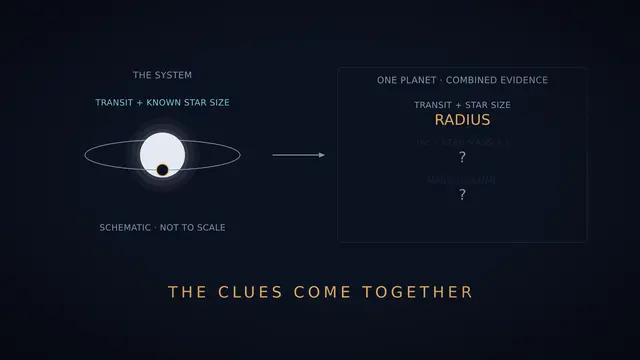 THE SYSTEM
TRANSIT + KNOWN STAR SIZE
SCHEMATIC · NOT TO SCALE
ONE PLANET · COMBINED EVIDENCE
TRANSIT + STAR SIZE
RADIUS
?
?
THE CLUES COME TOGETHER